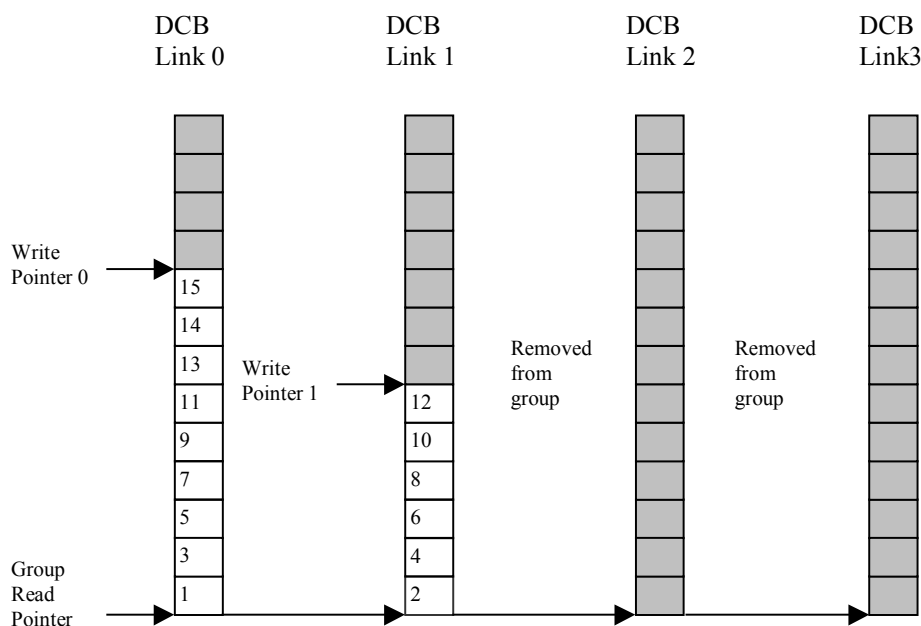 DCB
Link 0
DCB
Link 1
DCB
Link 2
DCB
Link3
Write
Pointer 0
15
14
13
11
9
7
5
3
1
Write
Pointer 1
12
10
8
6
4
2
Removed
from
group
Removed
from
group
Group
Read
Pointer